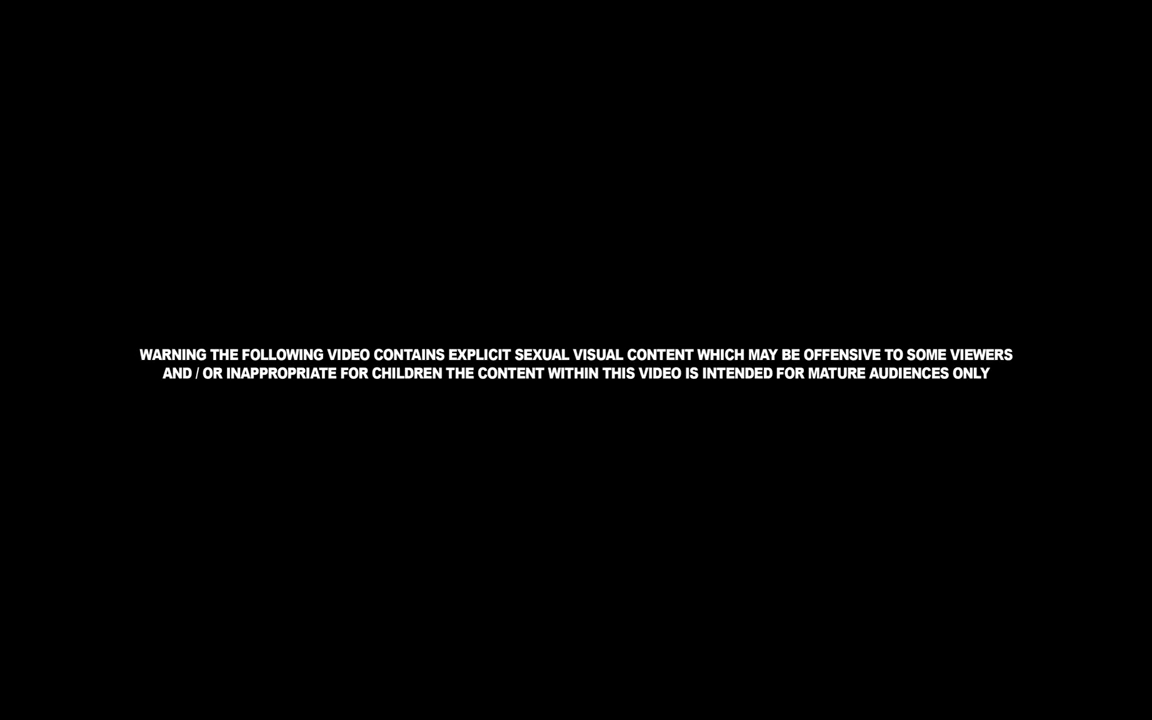 WARNING THE FOLLOWING VIDEO CONTAINS EXPLICIT SEXUAL VISUAL CONTENT WHICH MAY BE OFFENSIVE TO SOME VIEWERS
AND / OR INAPPROPRIATE FOR CHILDREN THE CONTENT WITHIN THIS VIDEO IS INTENDED FOR MATURE AUDIENCES ONLY